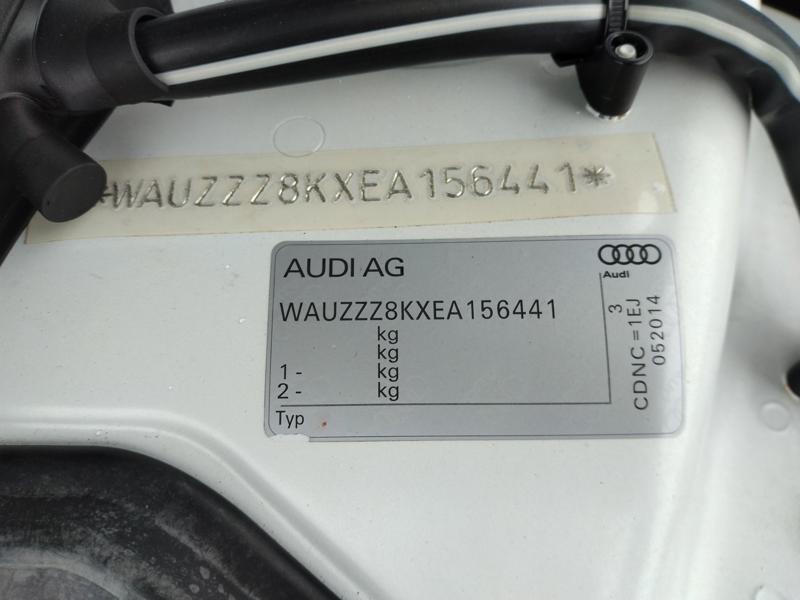 *WAUZZZ8KXEA156441*
AUDI AG
Audi
WAUZZZ8KXEA156441
kg
kg
1 - kg
2 - kg
Typ
3
CDNC =1EJ
052014